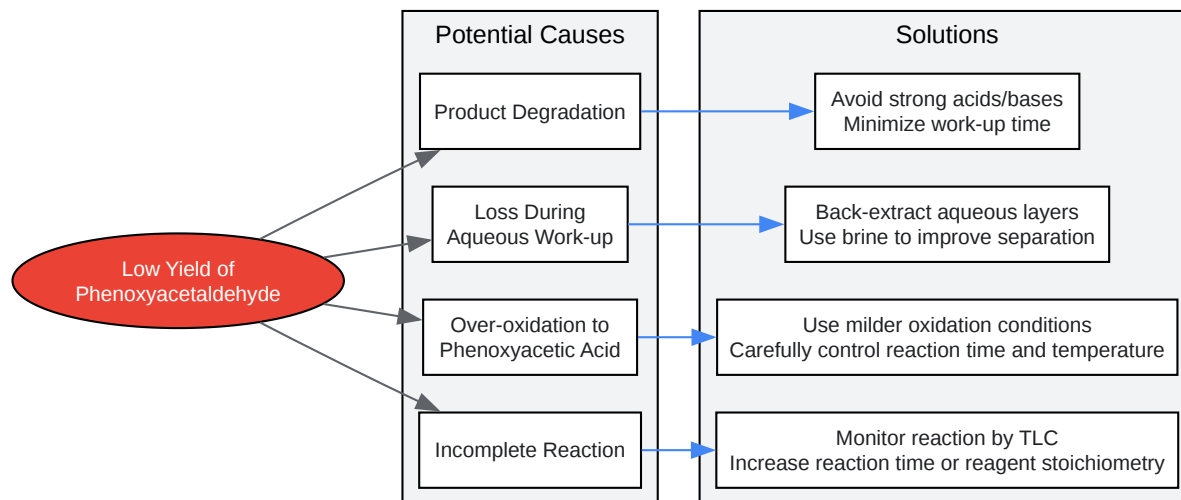 Potential Causes
Solutions
Product Degradation
Avoid strong acids/bases
Minimize work-up time
Loss During
Aqueous Work-up
Back-extract aqueous layers
Use brine to improve separation
Low Yield of
Phenoxyacetaldehyde
Over-oxidation to
Phenoxyacetic Acid
Use milder oxidation conditions
Carefully control reaction time and temperature
Incomplete Reaction
Monitor reaction by TLC
Increase reaction time or reagent stoichiometry